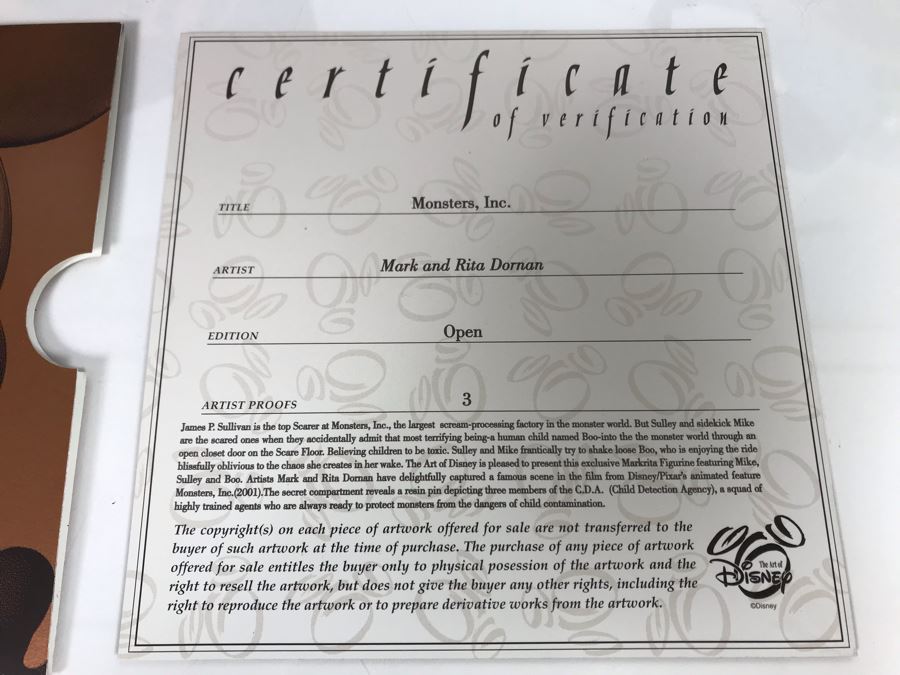 certificate
of verification
TITLE Monsters, Inc.
ARTIST Mark and Rita Dornan
EDITION Open
ARTIST PROOFS 3
James P. Sullivan is the top Scarer at Monsters, Inc., the largest scream-processing factory in the monster world. But Sulley and sidekick Mike
are the scared ones when they accidentally admit that most terrifying being-a human child named Boo-into the the monster world through an
open closet door on the Scare Floor. Believing children to be toxic. Sulley and Mike frantically try to shake loose Boo, who is enjoying the ride
blissfully oblivious to the chaos she creates in her wake. The Art of Disney is pleased to present this exclusive Markrita Figurine featuring Mike,
Sulley and Boo. Artists Mark and Rita Dornan have delightfully captured a famous scene in the film from Disney/Pixar's animated feature
Monsters, Inc.(2001).The secret compartment reveals a resin pin depicting three members of the C.D.A. (Child Detection Agency), a squad of
highly trained agents who are always ready to protect monsters from the dangers of child contamination.
The copyright(s) on each piece of artwork offered for sale are not transferred to the
buyer of such artwork at the time of purchase. The purchase of any piece of artwork
offered for sale entitles the buyer only to physical posession of the artwork and the
right to resell the artwork, but does not give the buyer any other rights, including the
right to reproduce the artwork or to prepare derivative works from the artwork.
The Art of
DISNEY
©Disney